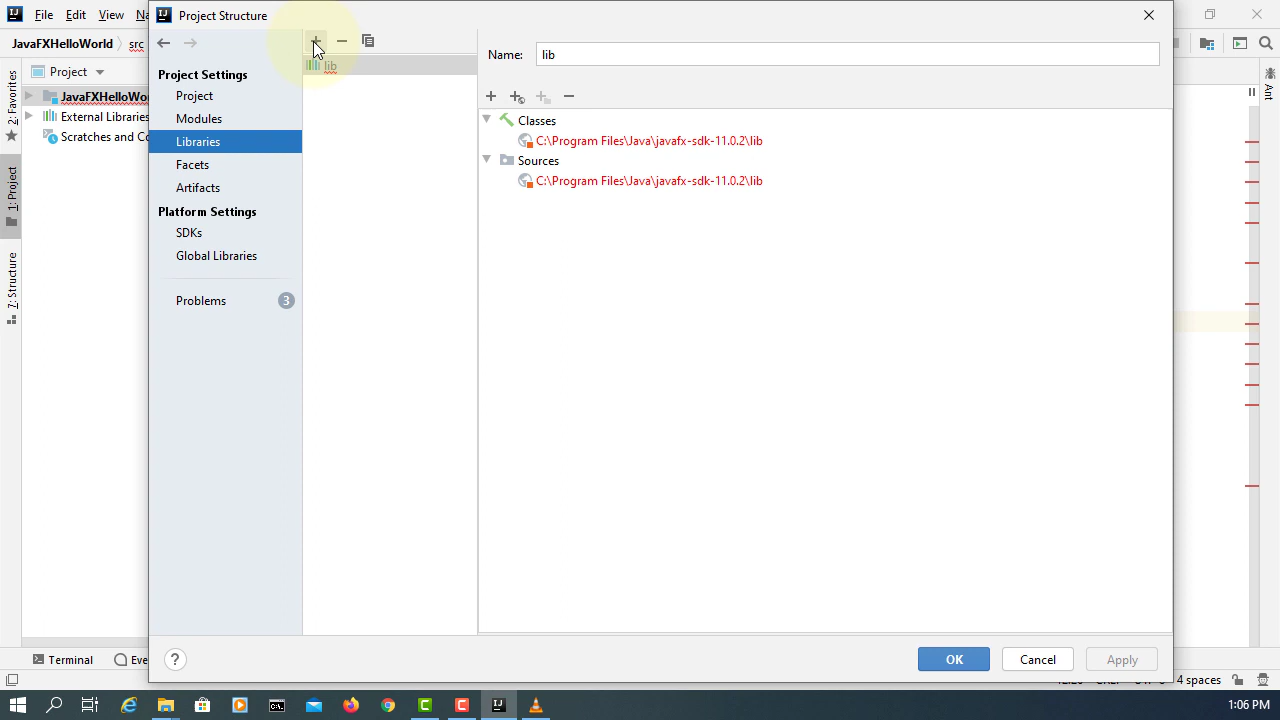 File Edit View Na
Project Structure
JavaFXHelloWorld src
Project
JavaFXHelloWo
External Libraries
Scratches and Co
2: Favorites
1: Project
7: Structure
Project Settings
Project
Modules
Libraries
Facets
Artifacts
Platform Settings
SDKs
Global Libraries
Problems 3
lib
Name: lib
Classes
C:\Program Files\Java\javafx-sdk-11.0.2\lib
Sources
C:\Program Files\Java\javafx-sdk-11.0.2\lib
Ant
? OK Cancel Apply
Terminal Eve
4 spaces
1:06 PM